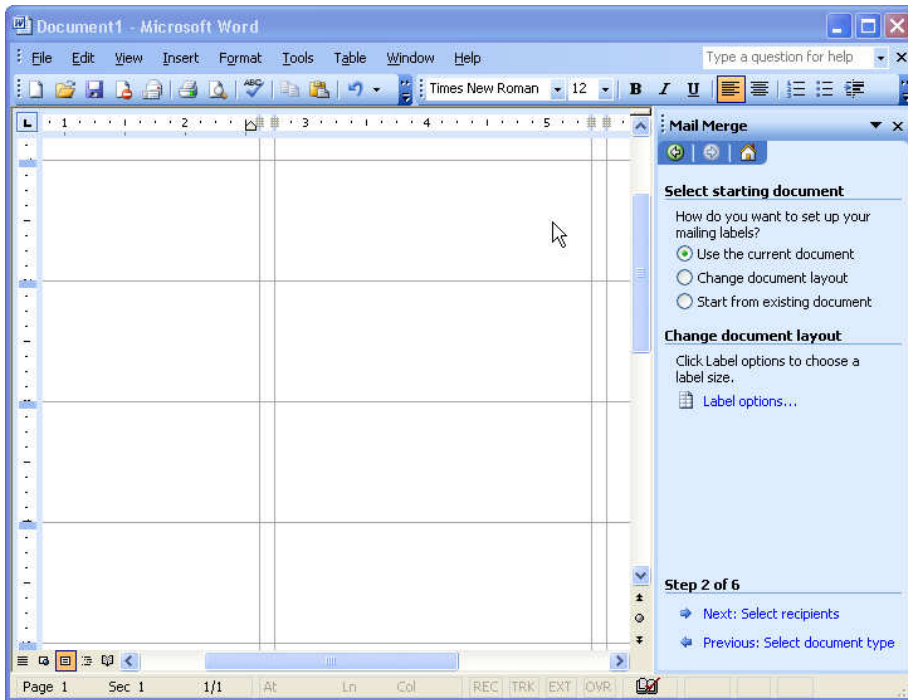 Document1 - Microsoft Word
File Edit View Insert Format Tools Table Window Help Type a question for help
ABC Times New Roman 12 B I U
L 1 2 3 4 5
Mail Merge
Select starting document
How do you want to set up your
mailing labels?
Use the current document
Change document layout
Start from existing document
Change document layout
Click Label options to choose a
label size.
Label options...
Step 2 of 6
Next: Select recipients
Previous: Select document type
Page 1 Sec 1 1/1 At Ln Col REC TRK EXT OVR